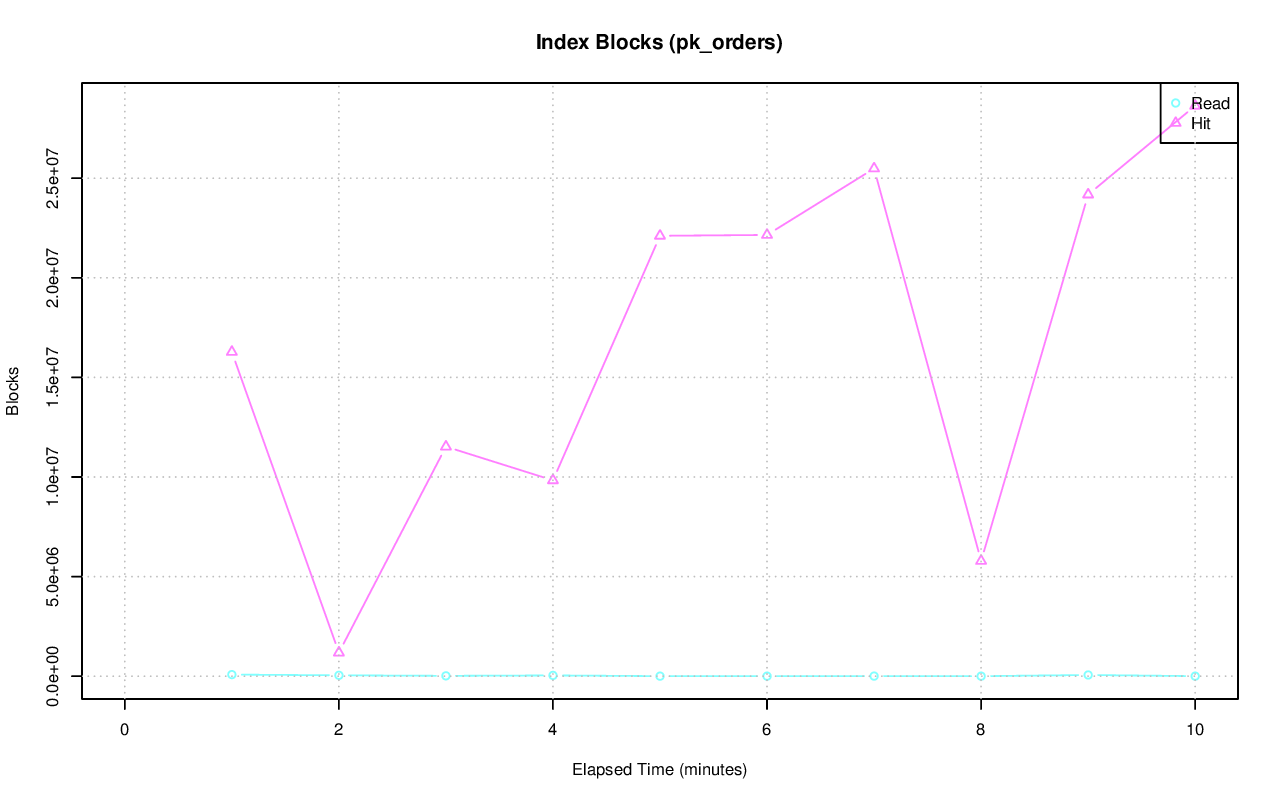 Index Blocks (pk_orders)
Read
Hit
Blocks
2.5e+07
2.0e+07
1.5e+07
1.0e+07
5.0e+06
0.0e+00
0 2 4 6 8 10
Elapsed Time (minutes)